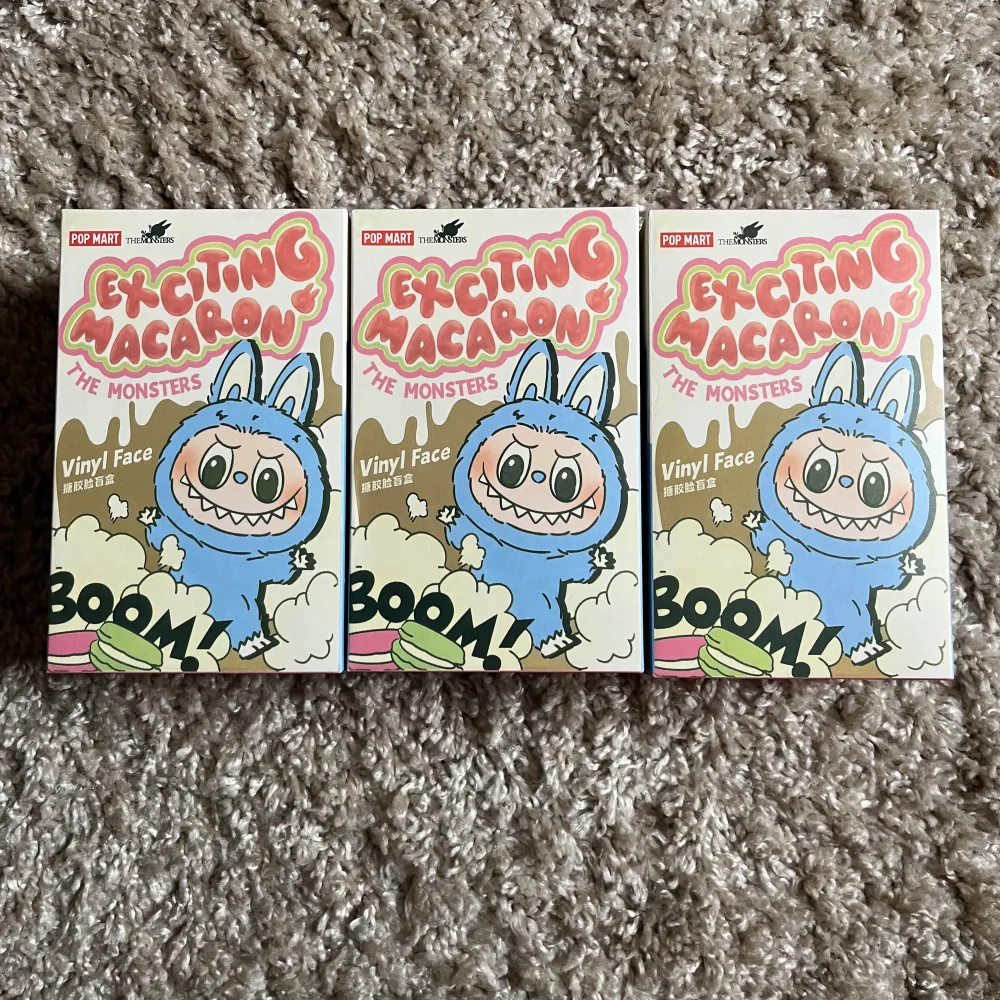 POP MART THE MONSTERS
EXCITING
MACARON
THE MONSTERS
Vinyl Face
搪胶脸盲盒
BOOM!
POP MART THE MONSTERS
EXCITING
MACARON
THE MONSTERS
Vinyl Face
搪胶脸盲盒
BOOM!
POP MART THE MONSTERS
EXCITING
MACARON
THE MONSTERS
Vinyl Face
搪胶脸盲盒
BOOM!